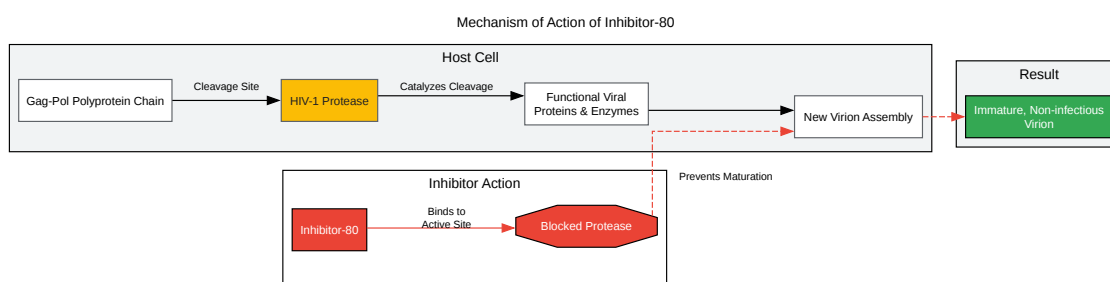 Mechanism of Action of Inhibitor-80
Host Cell
Gag-Pol Polyprotein Chain
Cleavage Site
HIV-1 Protease
Catalyzes Cleavage
Functional Viral
Proteins & Enzymes
New Virion Assembly
Result
Immature, Non-infectious
Virion
Prevents Maturation
Inhibitor Action
Inhibitor-80
Binds to
Active Site
Blocked Protease